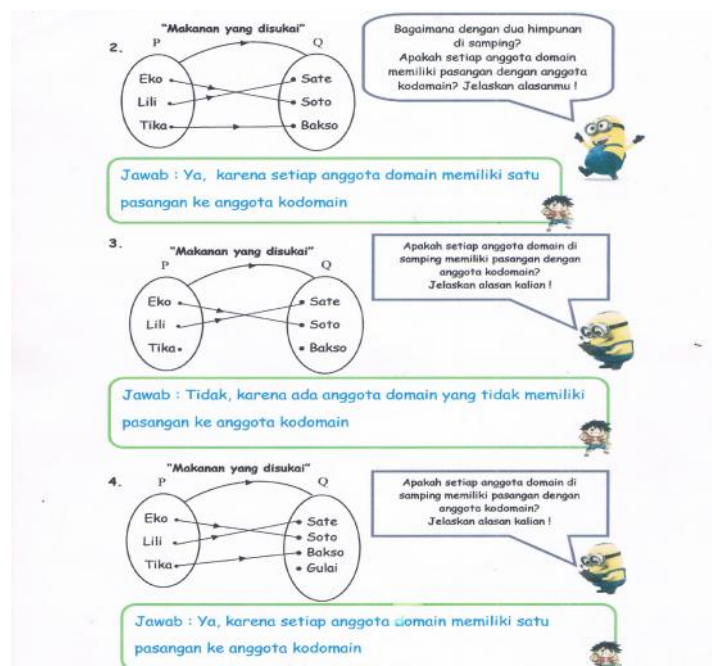 2.
"Makanan yang disukai"
P Q
Eko
Lili
Tika
Sate
Soto
Bakso
Bagaimana dengan dua himpunan
di samping?
Apakah setiap anggota domain
memiliki pasangan dengan anggota
kodomain? Jelaskan alasanmu !
Jawab : Ya, karena setiap anggota domain memiliki satu
pasangan ke anggota kodomain
3.
"Makanan yang disukai"
P Q
Eko
Lili
Tika
Sate
Soto
Bakso
Apakah setiap anggota domain di
samping memiliki pasangan dengan
anggota kodomain?
Jelaskan alasan kalian !
Jawab : Tidak, karena ada anggota domain yang tidak memiliki
pasangan ke anggota kodomain
4.
"Makanan yang disukai"
P Q
Eko
Lili
Tika
Sate
Soto
Bakso
Gulai
Apakah setiap anggota domain di
samping memiliki pasangan dengan
anggota kodomain?
Jelaskan alasan kalian !
Jawab : Ya, karena setiap anggota domain memiliki satu
pasangan ke anggota kodomain